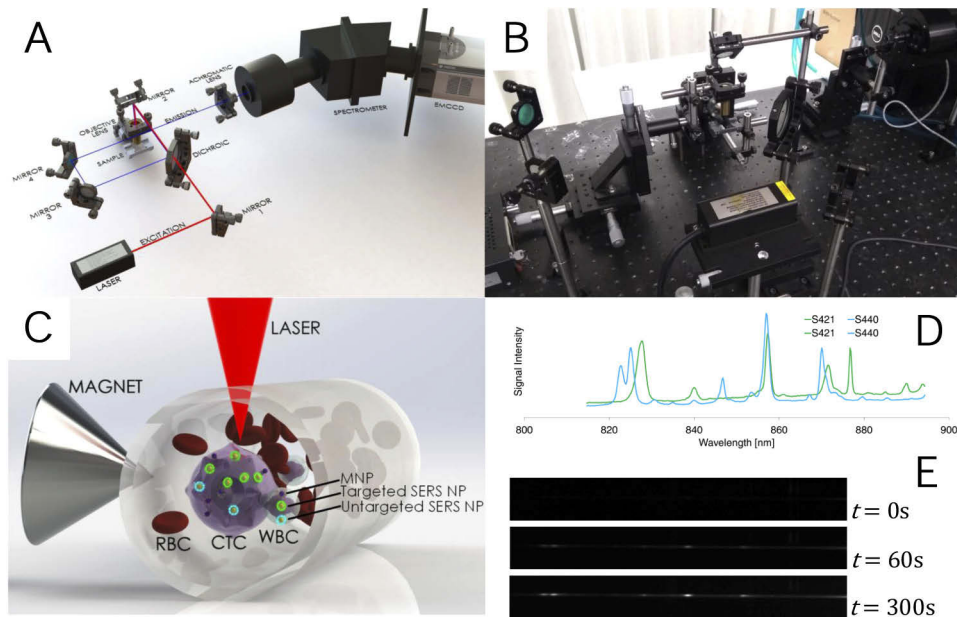 A
MIRROR 2
ACHROMATIC LENS
OBJECTIVE LENS
EMISSION
SPECTROMETER
EMCCD
SAMPLE
DICHROIC
MIRROR 4
MIRROR 3
MIRROR 1
EXCITATION
LASER
B
C
LASER
MAGNET
MNP
Targeted SERS NP
Untargeted SERS NP
RBC
CTC
WBC
D
S421 S440
S421 S440
Signal Intensity
800 820 840 860 880 900
Wavelength [nm]
E
t = 0s
t = 60s
t = 300s